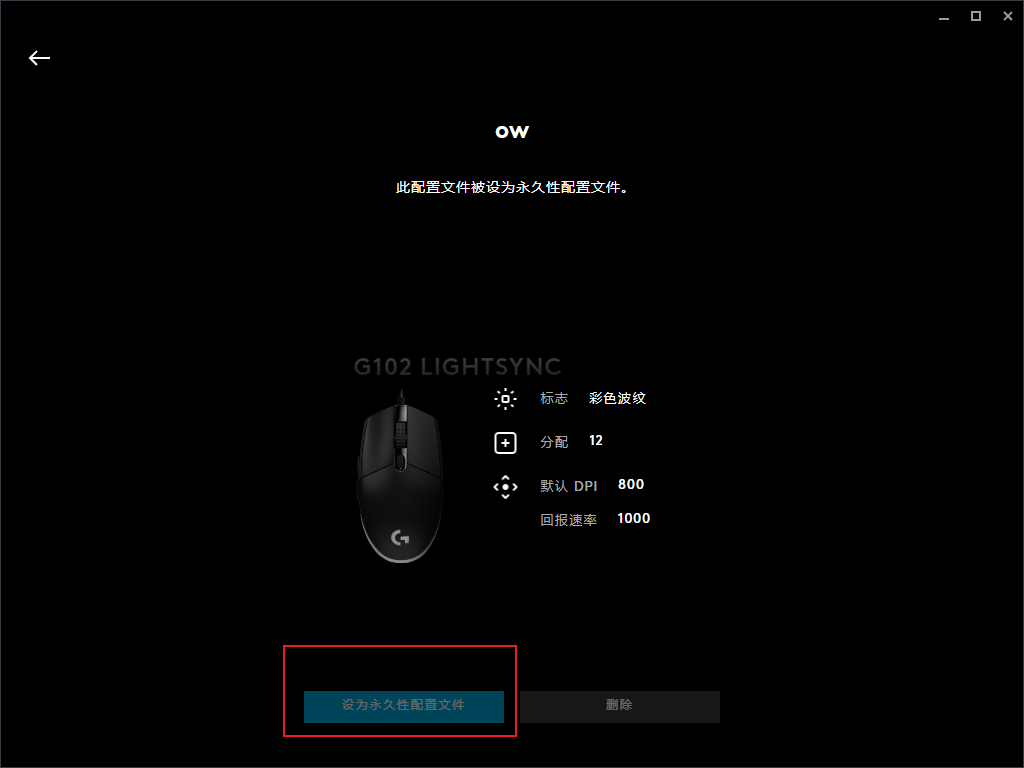 ow
此配置文件被设为永久性配置文件。
G102 LIGHTSYNC
标志 彩色波纹
分配 12
默认 DPI 800
回报速率 1000
设为永久性配置文件 删除